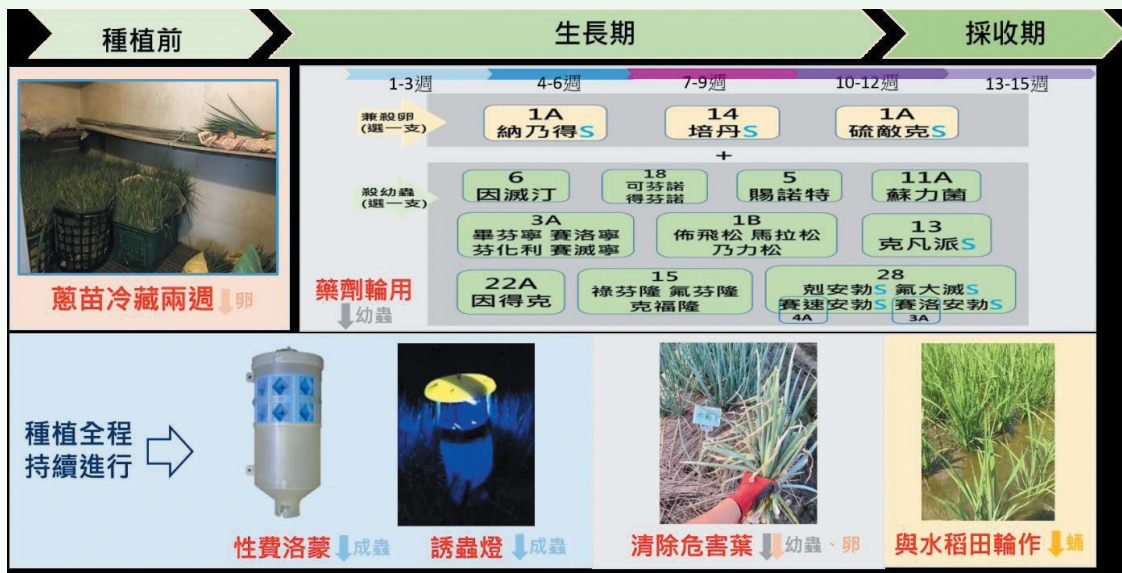 種植前
生長期
採收期
1-3週
4-6週
7-9週
10-12週
13-15週
兼殺卵
(選一支)
1A
納乃得S
14
培丹S
1A
硫敵克S
+
殺幼蟲
(選一支)
6
因滅汀
18
可芬諾
得芬諾
5
賜諾特
11A
蘇力菌
3A
畢芬寧 賽洛寧
芬化利 賽滅寧
1B
佈飛松 馬拉松
乃力松
13
克凡派S
22A
因得克
15
祿芬隆 氟芬隆
克福隆
28
剋安勃S 氟大滅S
賽速安勃S 賽洛安勃S
4A
3A
蔥苗冷藏兩週 ↓卵
藥劑輪用
↓幼蟲
種植全程
持續進行
性費洛蒙 ↓成蟲
誘蟲燈 ↓成蟲
清除危害葉 ↓↓幼蟲、卵
與水稻田輪作 ↓蛹